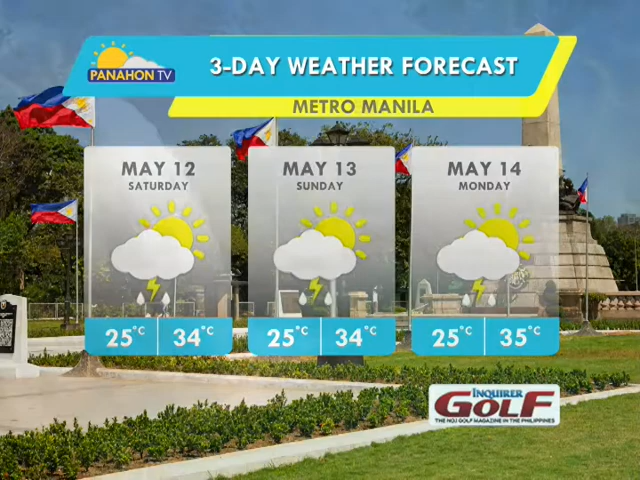 PANAHON TV
3-DAY WEATHER FORECAST
METRO MANILA
MAY 12
SATURDAY
25°C
34°C
MAY 13
SUNDAY
25°C
34°C
MAY 14
MONDAY
25°C
35°C
INQUIRER
GOLF
THE NO.1 GOLF MAGAZINE IN THE PHILIPPINES